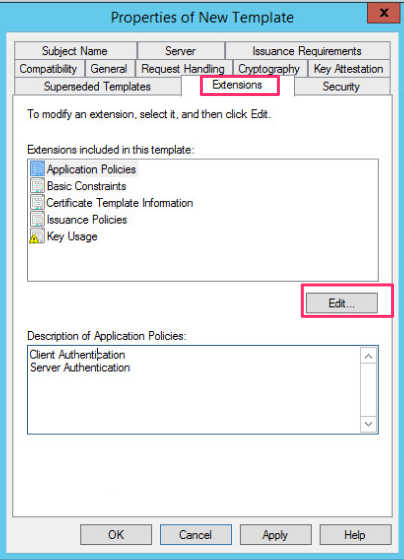 Properties of New Template
x
Subject Name Server Issuance Requirements
Compatibility General Request Handling Cryptography Key Attestation
Superseded Templates Extensions Security
To modify an extension, select it, and then click Edit.
Extensions included in this template:
Application Policies
Basic Constraints
Certificate Template Information
Issuance Policies
Key Usage
Edit...
Description of Application Policies:
Client Authentication
Server Authentication
OK Cancel Apply Help